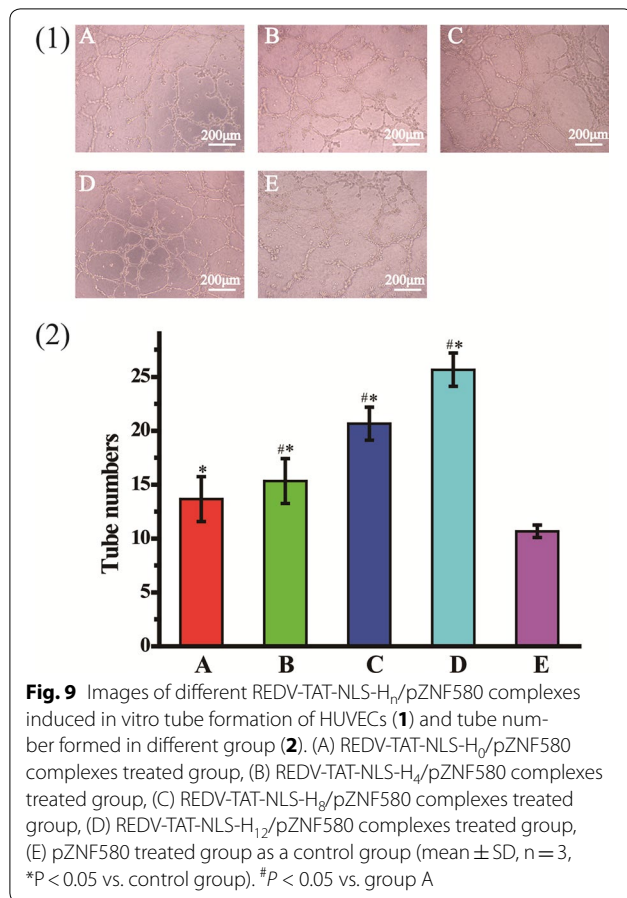 (1)
A
200μm
B
200μm
C
200μm
D
200μm
E
200μm
(2)
Tube numbers
25
20
15
10
5
0
*
#*
#*
#*
A
B
C
D
E
Fig. 9 Images of different REDV-TAT-NLS-Hₙ/pZNF580 complexes
induced in vitro tube formation of HUVECs (1) and tube num-
ber formed in different group (2). (A) REDV-TAT-NLS-H₀/pZNF580
complexes treated group, (B) REDV-TAT-NLS-H₄/pZNF580 complexes
treated group, (C) REDV-TAT-NLS-H₈/pZNF580 complexes treated
group, (D) REDV-TAT-NLS-H₁₂/pZNF580 complexes treated group,
(E) pZNF580 treated group as a control group (mean ± SD, n = 3,
*P < 0.05 vs. control group). #P < 0.05 vs. group A